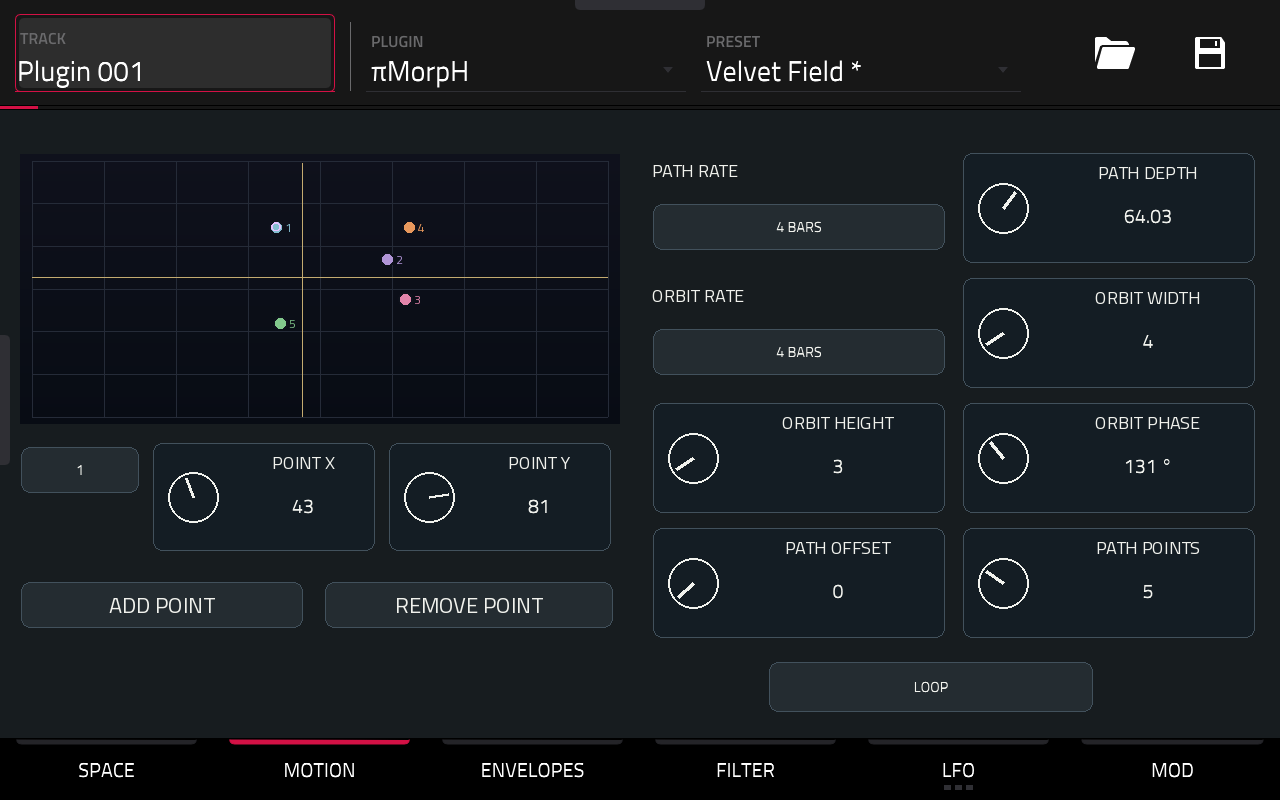 TRACK
Plugin 001
PLUGIN
πMorpH
PRESET
Velvet Field *
1
4
2
3
5
PATH RATE
4 BARS
PATH DEPTH
64.03
ORBIT RATE
4 BARS
ORBIT WIDTH
4
ORBIT HEIGHT
3
ORBIT PHASE
131 °
1
POINT X
43
POINT Y
81
PATH OFFSET
0
PATH POINTS
5
ADD POINT
REMOVE POINT
LOOP
SPACE
MOTION
ENVELOPES
FILTER
LFO
MOD